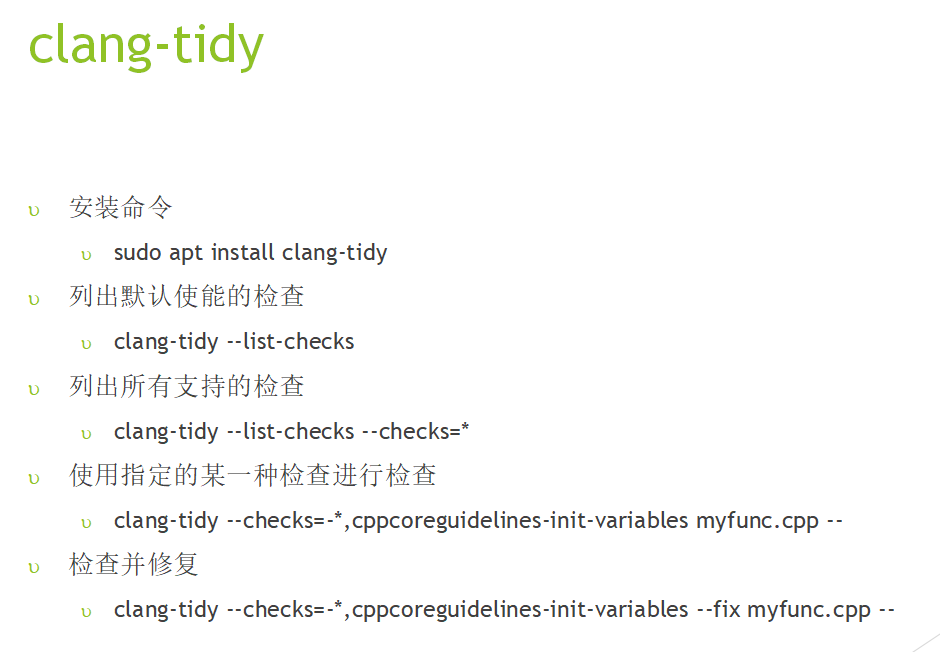 clang-tidy
υ 安装命令
υ sudo apt install clang-tidy
υ 列出默认使能的检查
υ clang-tidy --list-checks
υ 列出所有支持的检查
υ clang-tidy --list-checks --checks=*
υ 使用指定的某一种检查进行检查
υ clang-tidy --checks=-*,cppcoreguidelines-init-variables myfunc.cpp --
υ 检查并修复
υ clang-tidy --checks=-*,cppcoreguidelines-init-variables --fix myfunc.cpp --